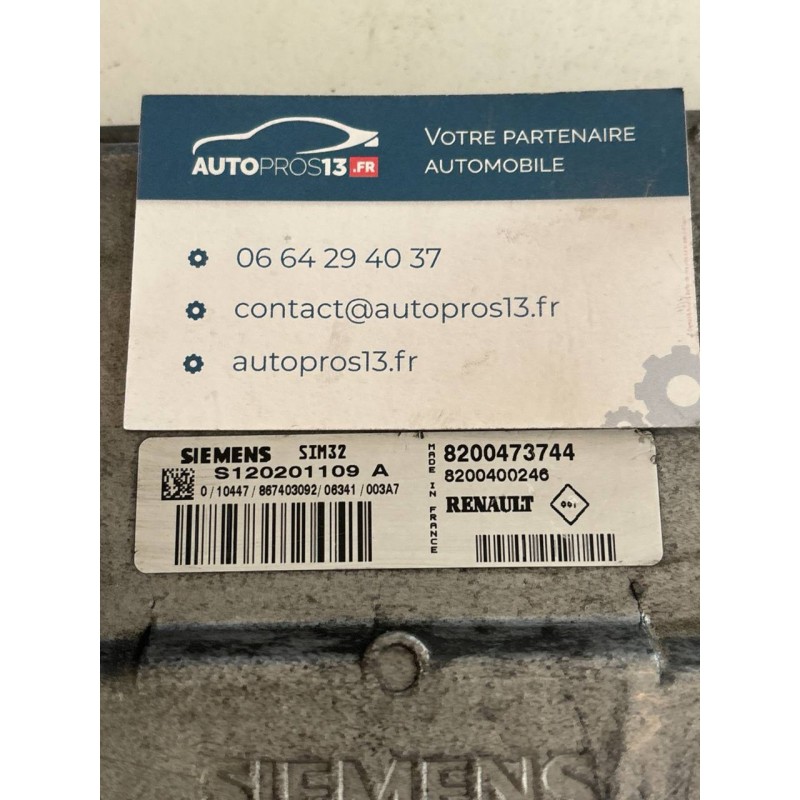 AUTOPROS13.FR
VOTRE PARTENAIRE
AUTOMOBILE
06 64 29 40 37
contact@autopros13.fr
autopros13.fr
SIEMENS SIM32
S120201109 A
0/10447/867403092/06341/003A7
MADE IN FRANCE
8200473744
8200400246
RENAULT
SIEMENS